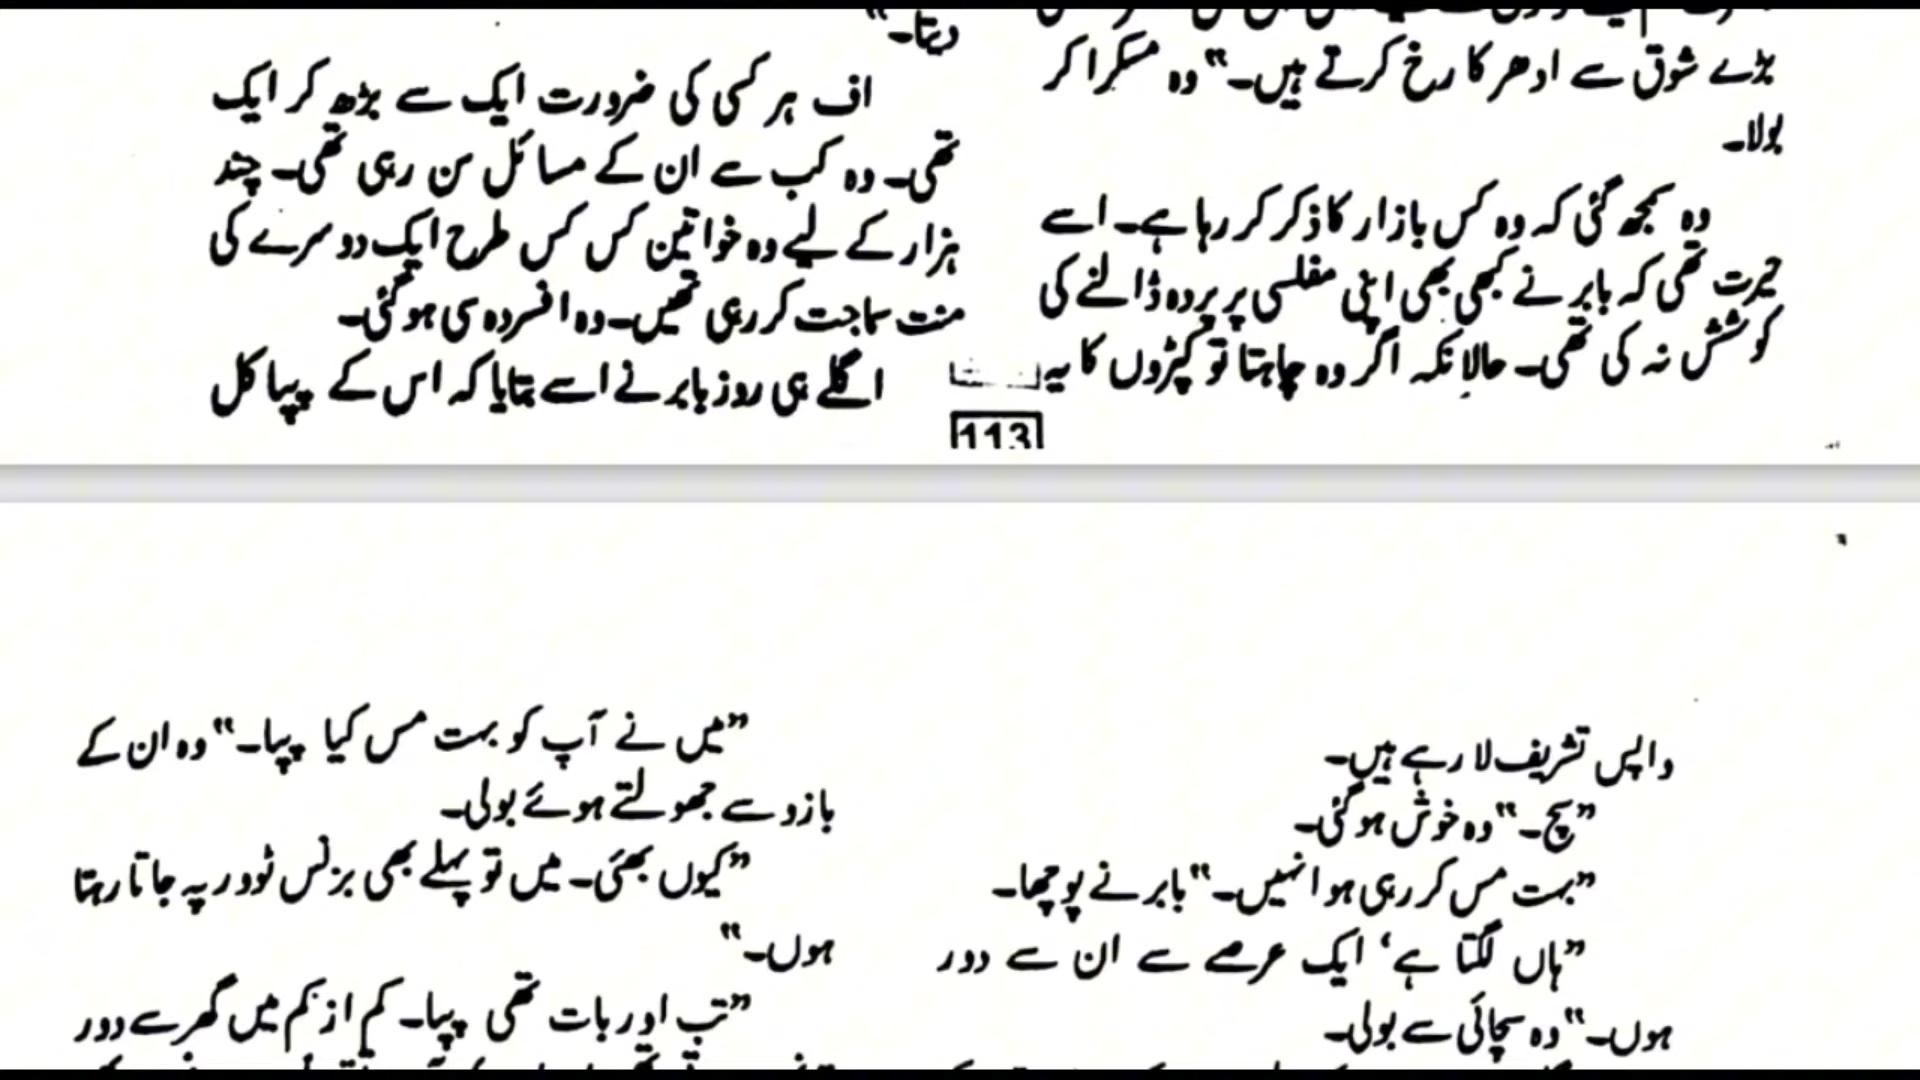 بڑے شوق سے ادھر کا رخ کرتے ہیں۔“ وہ مسکرا کر
بولا۔
وہ سمجھ گئی کہ وہ کس بازار کا ذکر کر رہا ہے۔ اسے
حیرت تھی کہ بابر نے کبھی بھی اپنی مفلسی پر پردہ ڈالنے کی
کوشش نہ کی تھی۔ حالانکہ اگر وہ چاہتا تو کپڑوں کا یہ
دیتا۔“
اف ہر کسی کی ضرورت ایک سے بڑھ کر ایک
تھی۔ وہ کب سے ان کے مسائل سن رہی تھی۔ چند
ہزار کے لیے وہ خواتین کس کس طرح ایک دوسرے کی
منت سماجت کر رہی تھیں۔ وہ افسردہ سی ہو گئی۔
اگلے ہی روز بابر نے اسے بتایا کہ اس کے پپا کل
113
واپس تشریف لا رہے ہیں۔
”سچ۔“ وہ خوش ہو گئی۔
”بہت مس کر رہی ہو انہیں۔“ بابر نے پوچھا۔
”ہاں لگتا ہے‘ ایک عرصے سے ان سے دور
ہوں۔“ وہ سچائی سے بولی۔
”میں نے آپ کو بہت مس کیا پپا۔“ وہ ان کے
بازو سے جھولتے ہوئے بولی۔
”کیوں بھئی۔ میں تو پہلے بھی بزنس ٹوور پہ جاتا رہتا
ہوں۔“
”تب اور بات تھی پپا۔ کم از کم میں گھر سے دور